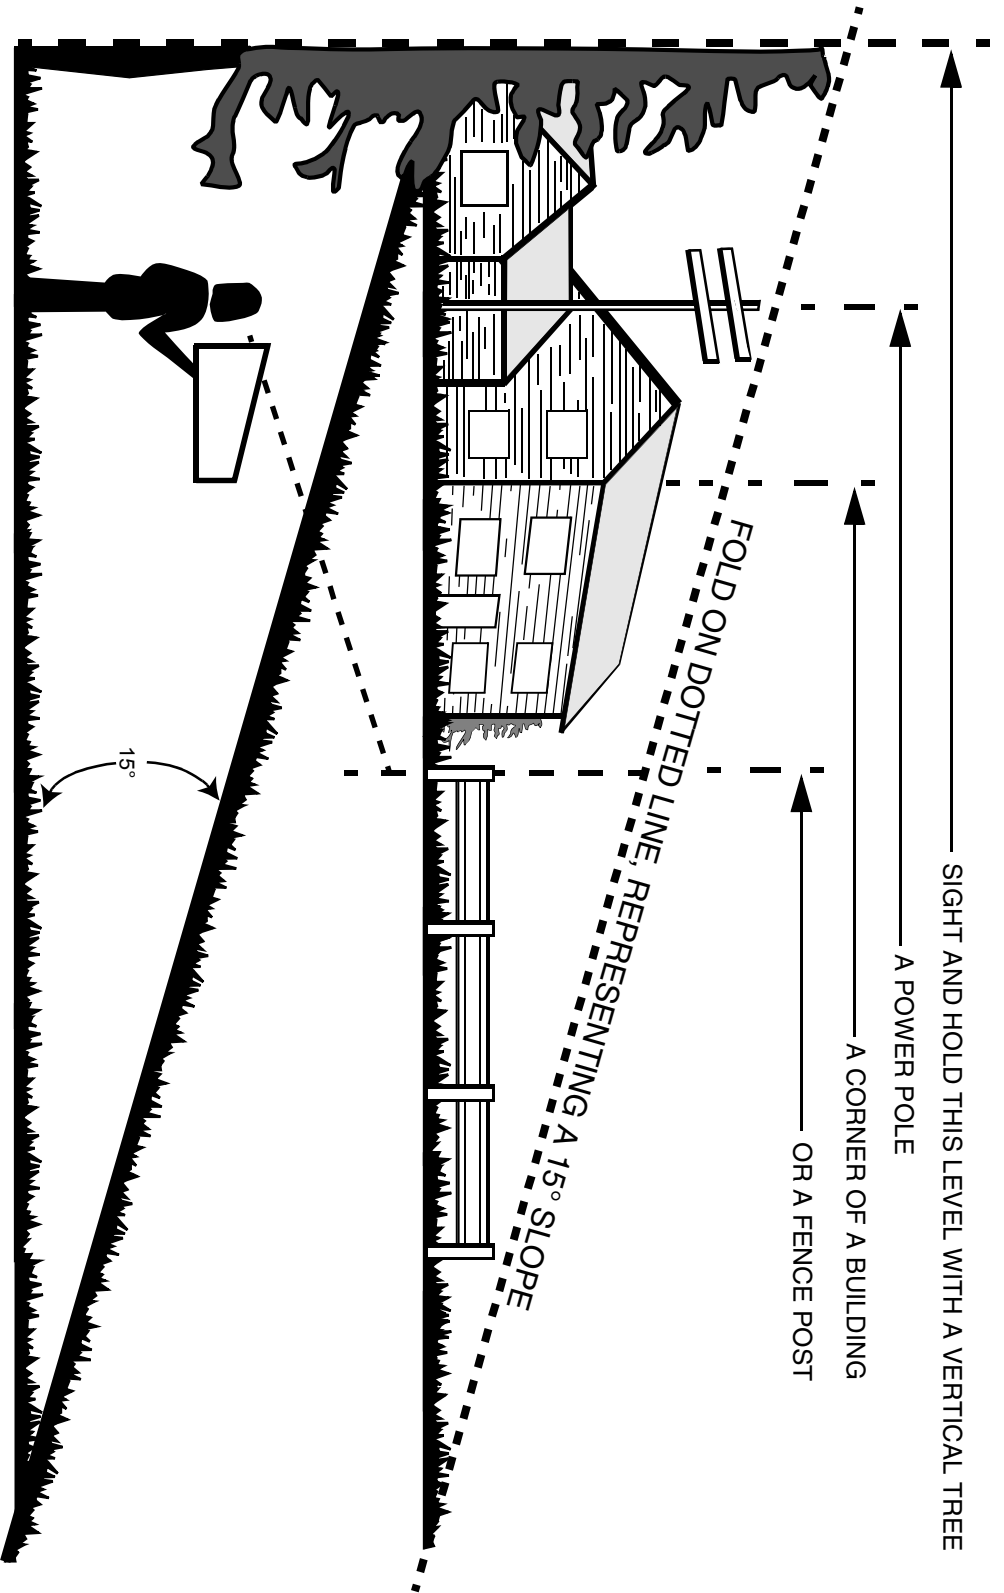 SIGHT AND HOLD THIS LEVEL WITH A VERTICAL TREE
A POWER POLE
A CORNER OF A BUILDING
OR A FENCE POST
FOLD ON DOTTED LINE, REPRESENTING A 15° SLOPE
15°